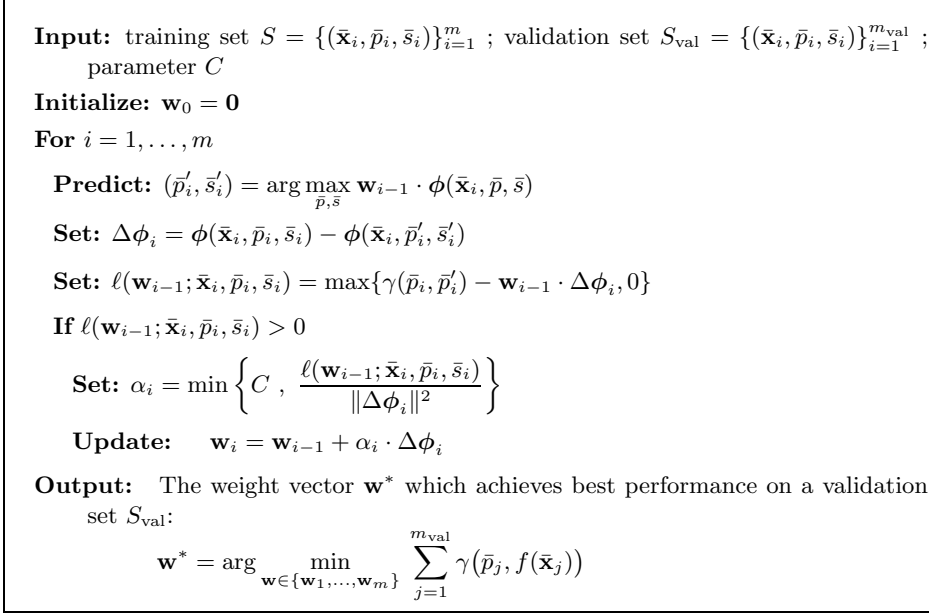 Input: training set S = {(x̄ᵢ, p̄ᵢ, s̄ᵢ)}ᵢ₌₁ᵐ ; validation set S_val = {(x̄ᵢ, p̄ᵢ, s̄ᵢ)}ᵢ₌₁^{m_val} ;
parameter C
Initialize: w₀ = 0
For i = 1, . . . , m
Predict: (p̄′ᵢ, s̄′ᵢ) = arg max_{p̄,s̄} wᵢ₋₁ · ϕ(x̄ᵢ, p̄, s̄)
Set: Δϕᵢ = ϕ(x̄ᵢ, p̄ᵢ, s̄ᵢ) − ϕ(x̄ᵢ, p̄′ᵢ, s̄′ᵢ)
Set: ℓ(wᵢ₋₁; x̄ᵢ, p̄ᵢ, s̄ᵢ) = max{γ(p̄ᵢ, p̄′ᵢ) − wᵢ₋₁ · Δϕᵢ, 0}
If ℓ(wᵢ₋₁; x̄ᵢ, p̄ᵢ, s̄ᵢ) > 0
Set: αᵢ = min { C , ℓ(wᵢ₋₁; x̄ᵢ, p̄ᵢ, s̄ᵢ) / ‖Δϕᵢ‖² }
Update: wᵢ = wᵢ₋₁ + αᵢ · Δϕᵢ
Output: The weight vector w* which achieves best performance on a validation
set S_val:
w* = arg min_{w∈{w₁,...,w_m}} ∑_{j=1}^{m_val} γ(p̄ⱼ, f(x̄ⱼ))